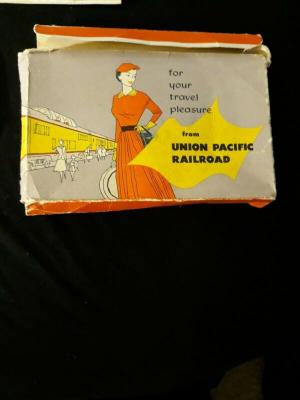 for
your
travel
pleasure
from
UNION PACIFIC
RAILROAD